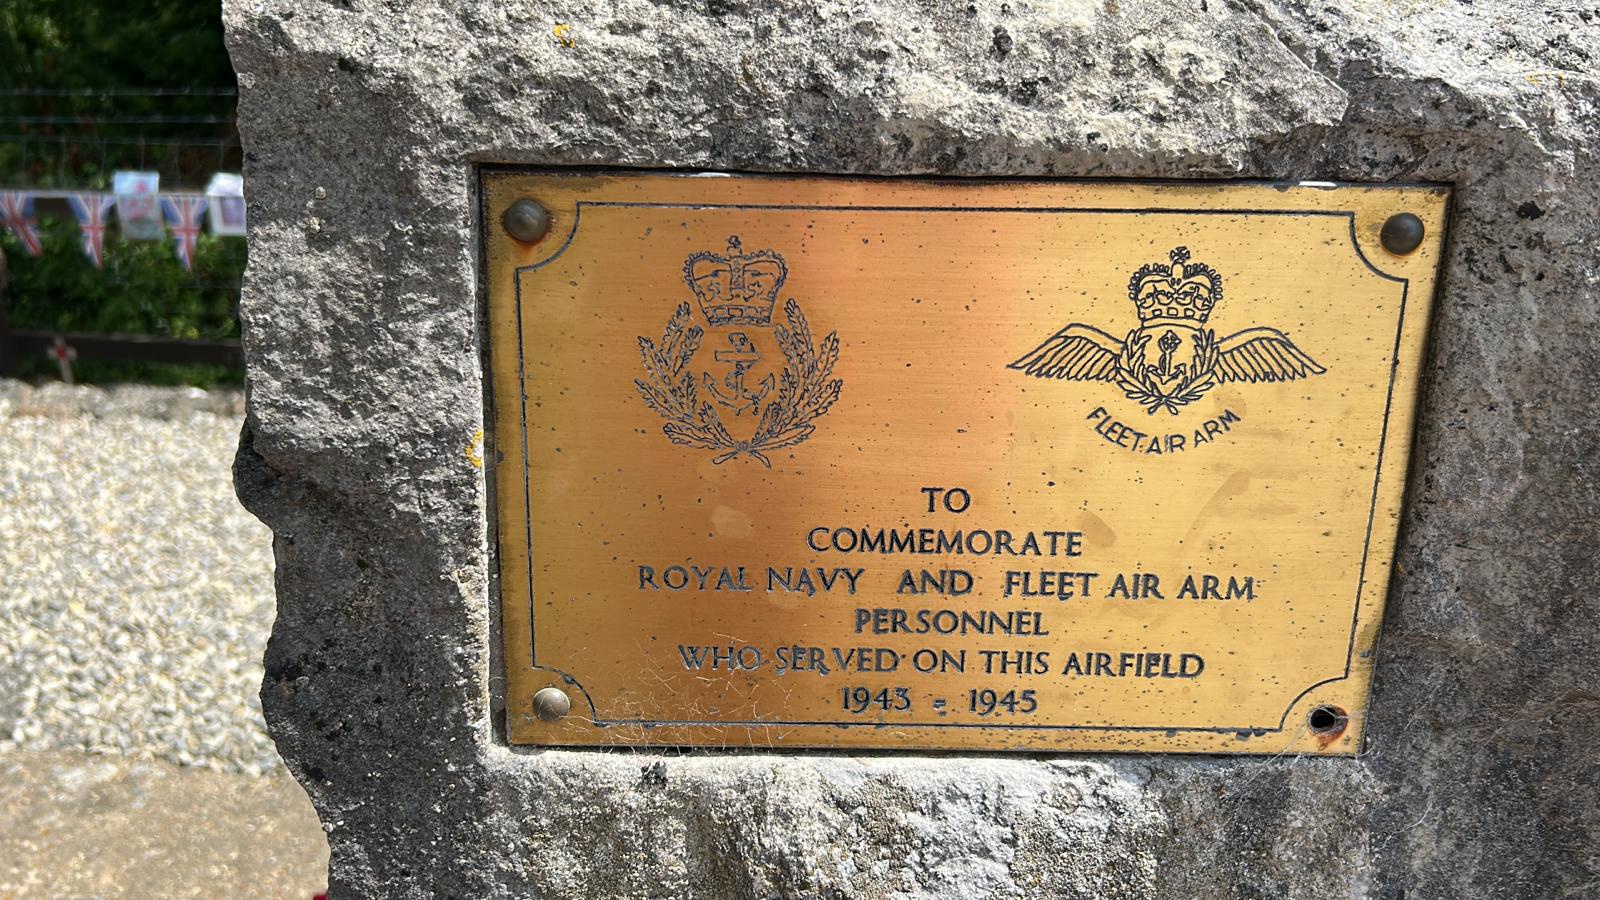 FLEET AIR ARM
TO
COMMEMORATE
ROYAL NAVY AND FLEET AIR ARM
PERSONNEL
WHO SERVED ON THIS AIRFIELD
1943 - 1945